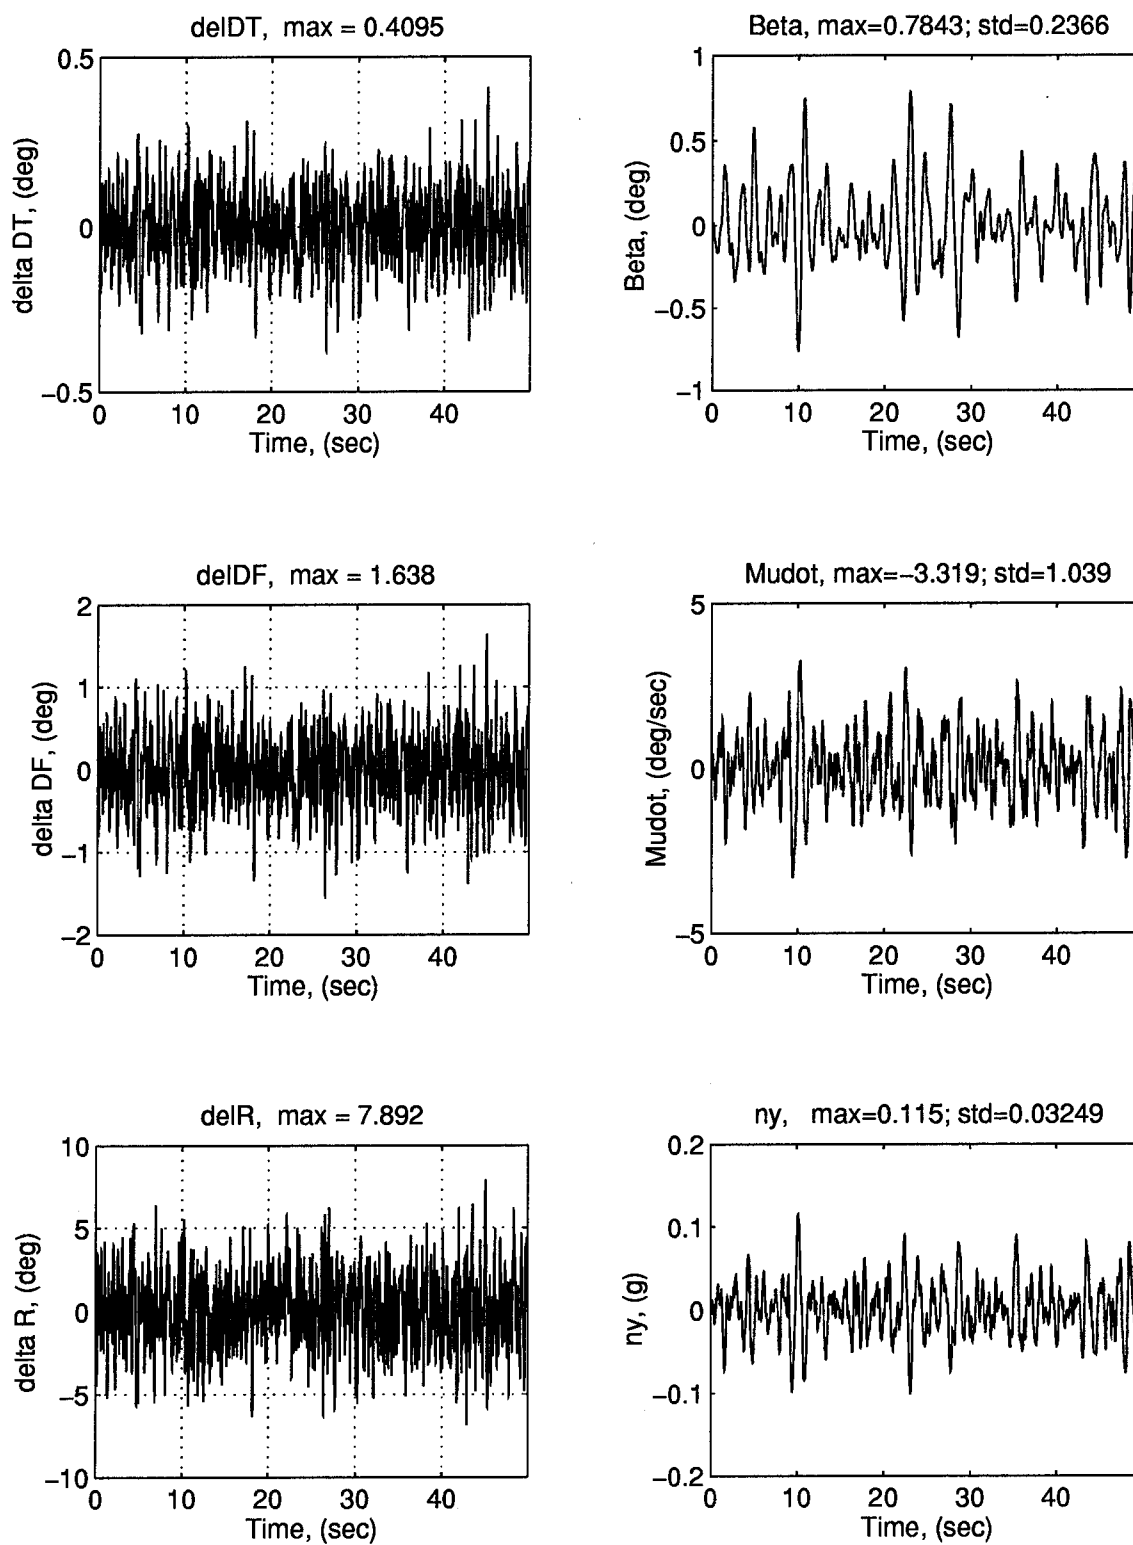 delDT, max = 0.4095
0.5
0
−0.5
delta DT, (deg)
0 10 20 30 40
Time, (sec)
Beta, max=0.7843; std=0.2366
1
0.5
0
−0.5
−1
Beta, (deg)
0 10 20 30 40
Time, (sec)
delDF, max = 1.638
2
1
0
−1
−2
delta DF, (deg)
0 10 20 30 40
Time, (sec)
Mudot, max=−3.319; std=1.039
5
0
−5
Mudot, (deg/sec)
0 10 20 30 40
Time, (sec)
delR, max = 7.892
10
5
0
−5
−10
delta R, (deg)
0 10 20 30 40
Time, (sec)
ny, max=0.115; std=0.03249
0.2
0.1
0
−0.1
−0.2
ny, (g)
0 10 20 30 40
Time, (sec)